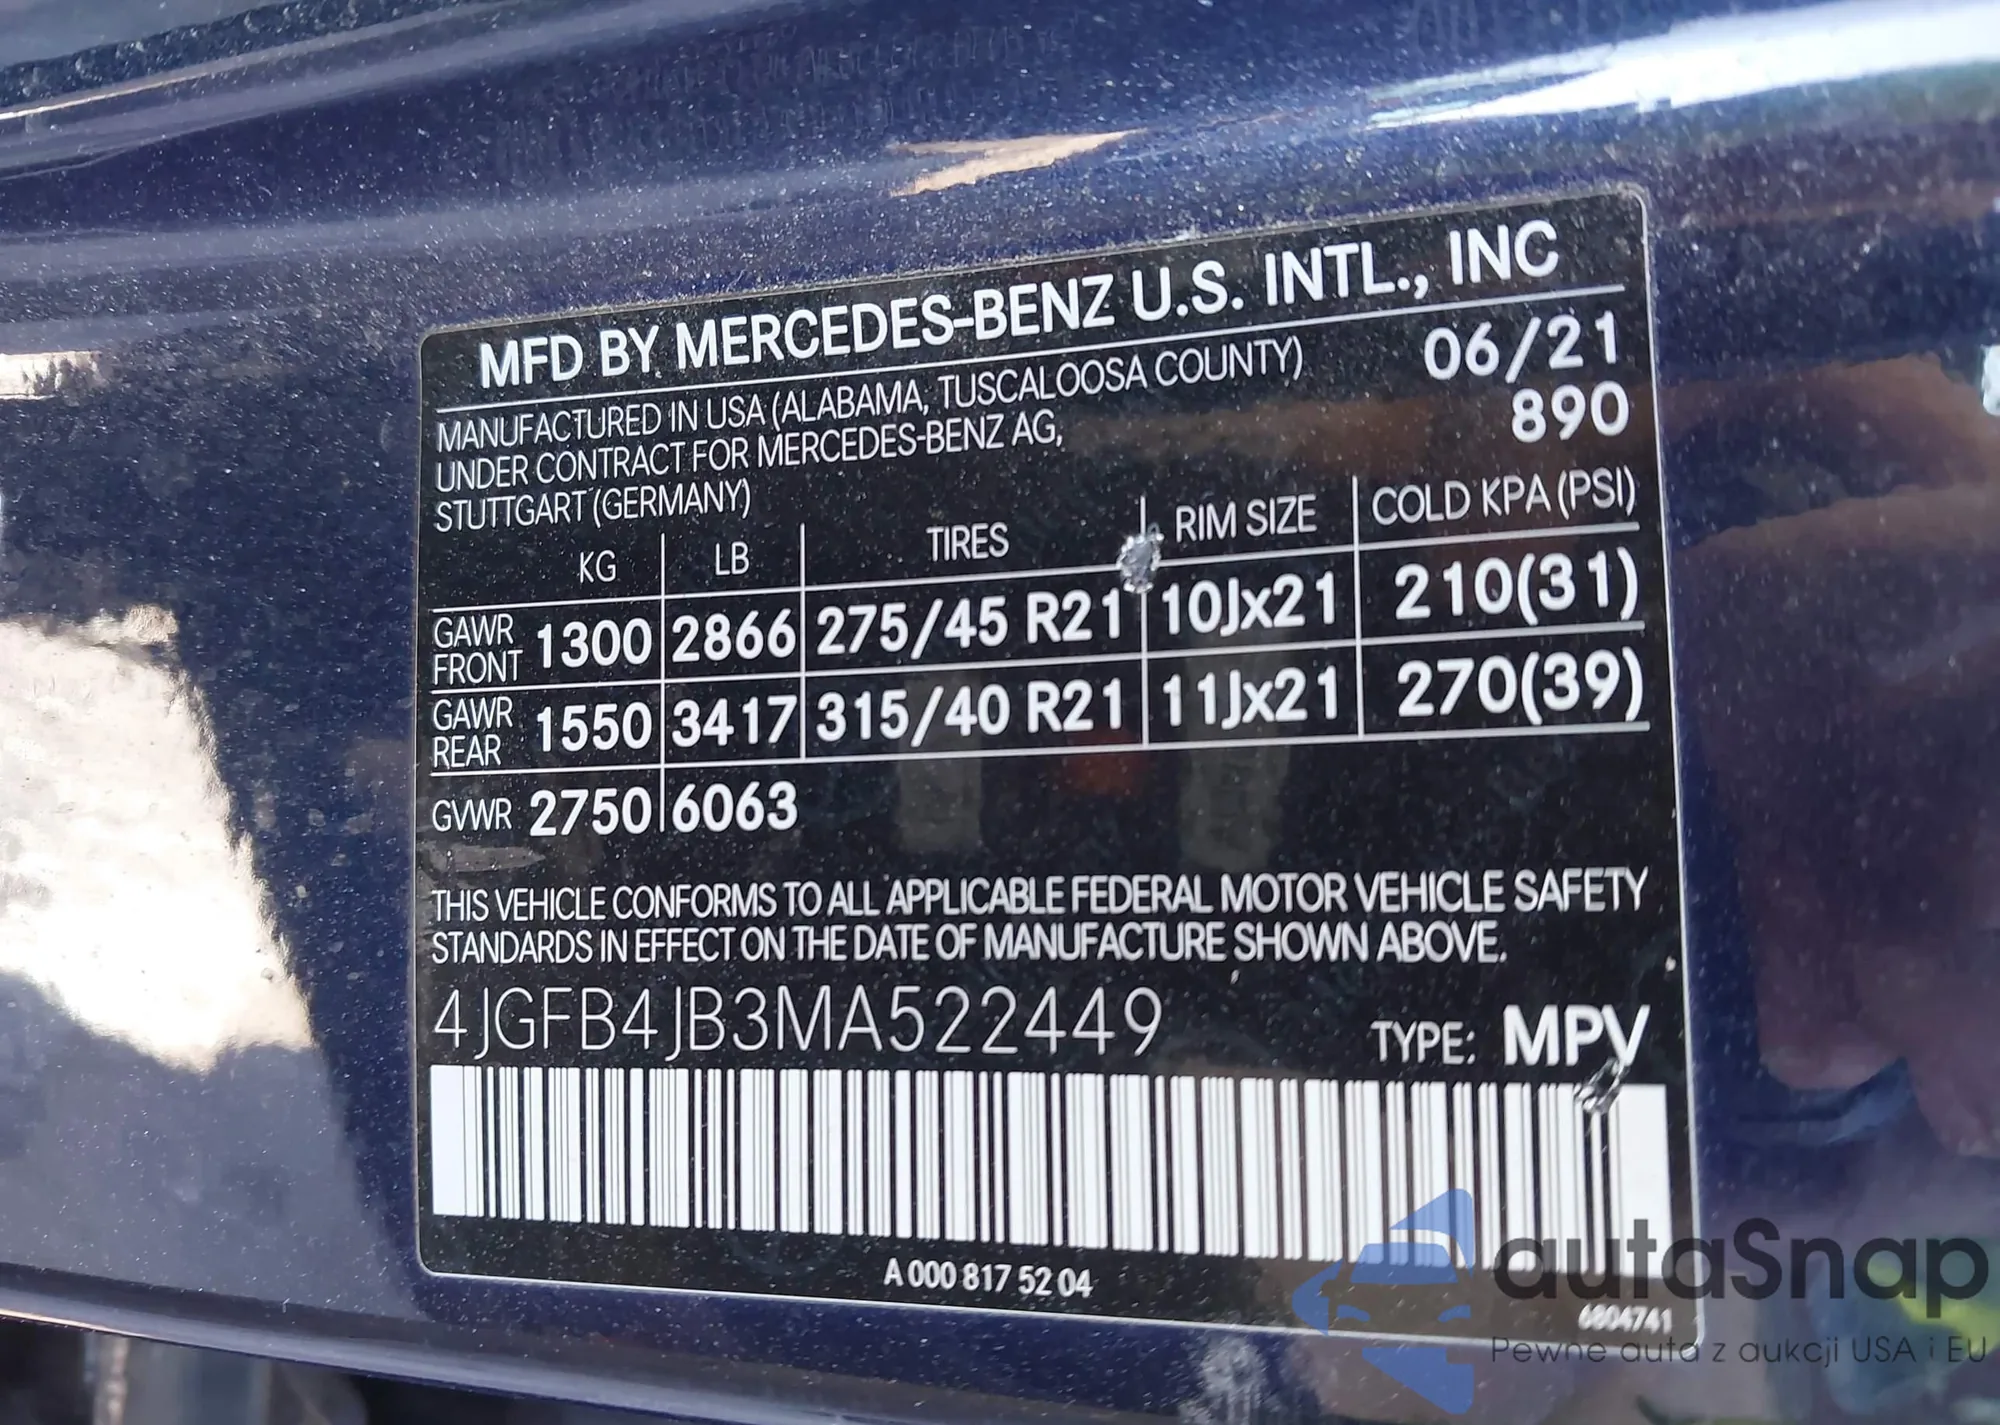 MFD BY MERCEDES-BENZ U.S. INTL., INC
MANUFACTURED IN USA (ALABAMA, TUSCALOOSA COUNTY) 06/21
UNDER CONTRACT FOR MERCEDES-BENZ AG, 890
STUTTGART (GERMANY)
KG LB TIRES RIM SIZE COLD KPA (PSI)
GAWR FRONT 1300 2866 275/45 R21 10Jx21 210(31)
GAWR REAR 1550 3417 315/40 R21 11Jx21 270(39)
GVWR 2750 6063
THIS VEHICLE CONFORMS TO ALL APPLICABLE FEDERAL MOTOR VEHICLE SAFETY
STANDARDS IN EFFECT ON THE DATE OF MANUFACTURE SHOWN ABOVE.
4JGFB4JB3MA522449 TYPE: MPV
A 000 817 52 04
6804741
autaSnap
Pewne auta z aukcji USA i EU